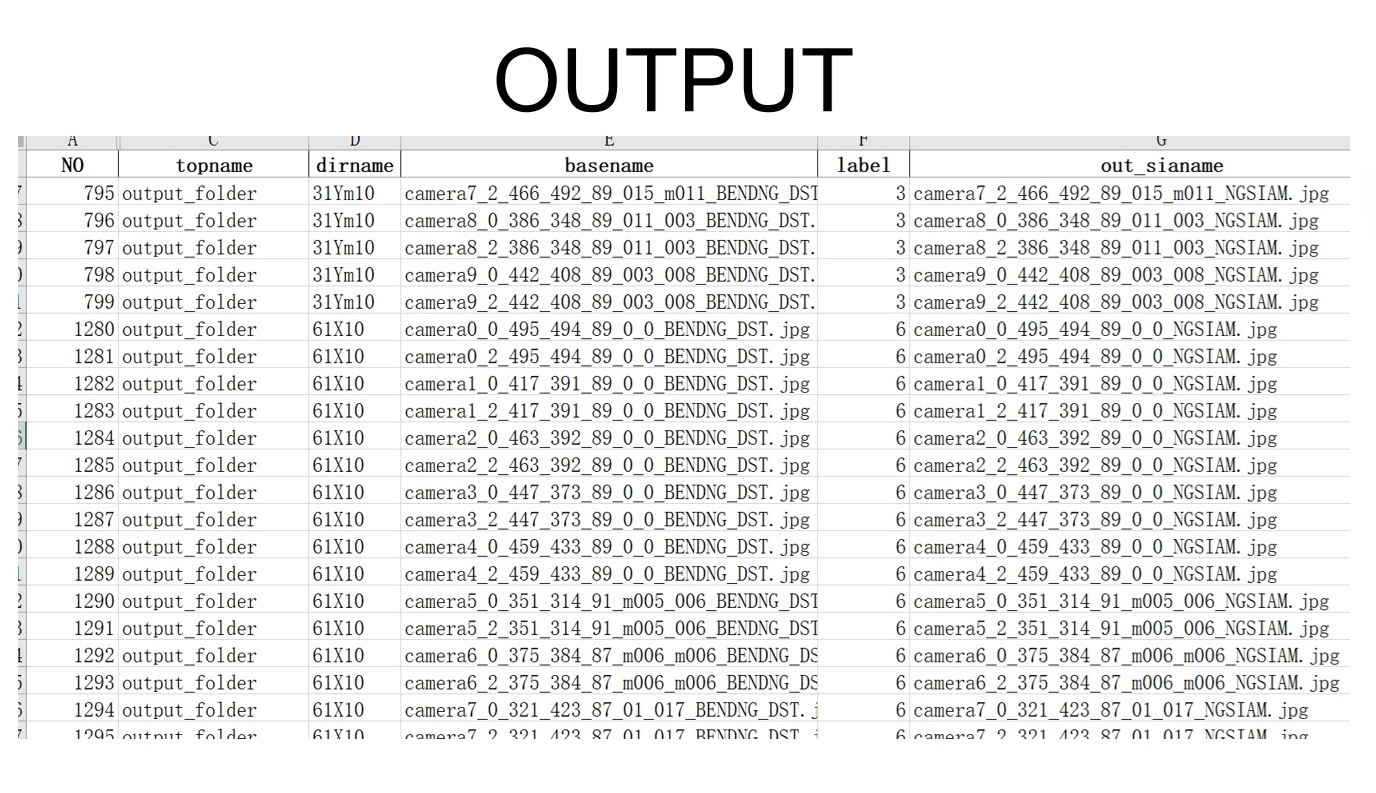 OUTPUT
A C D E F G
NO topname dirname basename label out_sianame
795 output_folder 31Ym10 camera7_2_466_492_89_015_m011_BENDNG_DST 3 camera7_2_466_492_89_015_m011_NGSIAM.jpg
796 output_folder 31Ym10 camera8_0_386_348_89_011_003_BENDNG_DST. 3 camera8_0_386_348_89_011_003_NGSIAM.jpg
797 output_folder 31Ym10 camera8_2_386_348_89_011_003_BENDNG_DST. 3 camera8_2_386_348_89_011_003_NGSIAM.jpg
798 output_folder 31Ym10 camera9_0_442_408_89_003_008_BENDNG_DST. 3 camera9_0_442_408_89_003_008_NGSIAM.jpg
799 output_folder 31Ym10 camera9_2_442_408_89_003_008_BENDNG_DST. 3 camera9_2_442_408_89_003_008_NGSIAM.jpg
1280 output_folder 61X10 camera0_0_495_494_89_0_0_BENDNG_DST.jpg 6 camera0_0_495_494_89_0_0_NGSIAM.jpg
1281 output_folder 61X10 camera0_2_495_494_89_0_0_BENDNG_DST.jpg 6 camera0_2_495_494_89_0_0_NGSIAM.jpg
1282 output_folder 61X10 camera1_0_417_391_89_0_0_BENDNG_DST.jpg 6 camera1_0_417_391_89_0_0_NGSIAM.jpg
1283 output_folder 61X10 camera1_2_417_391_89_0_0_BENDNG_DST.jpg 6 camera1_2_417_391_89_0_0_NGSIAM.jpg
1284 output_folder 61X10 camera2_0_463_392_89_0_0_BENDNG_DST.jpg 6 camera2_0_463_392_89_0_0_NGSIAM.jpg
1285 output_folder 61X10 camera2_2_463_392_89_0_0_BENDNG_DST.jpg 6 camera2_2_463_392_89_0_0_NGSIAM.jpg
1286 output_folder 61X10 camera3_0_447_373_89_0_0_BENDNG_DST.jpg 6 camera3_0_447_373_89_0_0_NGSIAM.jpg
1287 output_folder 61X10 camera3_2_447_373_89_0_0_BENDNG_DST.jpg 6 camera3_2_447_373_89_0_0_NGSIAM.jpg
1288 output_folder 61X10 camera4_0_459_433_89_0_0_BENDNG_DST.jpg 6 camera4_0_459_433_89_0_0_NGSIAM.jpg
1289 output_folder 61X10 camera4_2_459_433_89_0_0_BENDNG_DST.jpg 6 camera4_2_459_433_89_0_0_NGSIAM.jpg
1290 output_folder 61X10 camera5_0_351_314_91_m005_006_BENDNG_DST 6 camera5_0_351_314_91_m005_006_NGSIAM.jpg
1291 output_folder 61X10 camera5_2_351_314_91_m005_006_BENDNG_DST 6 camera5_2_351_314_91_m005_006_NGSIAM.jpg
1292 output_folder 61X10 camera6_0_375_384_87_m006_m006_BENDNG_DS 6 camera6_0_375_384_87_m006_m006_NGSIAM.jpg
1293 output_folder 61X10 camera6_2_375_384_87_m006_m006_BENDNG_DS 6 camera6_2_375_384_87_m006_m006_NGSIAM.jpg
1294 output_folder 61X10 camera7_0_321_423_87_01_017_BENDNG_DST.j 6 camera7_0_321_423_87_01_017_NGSIAM.jpg
1295 output_folder 61X10 camera7_2_321_423_87_01_017_BENDNG_DST.j 6 camera7_2_321_423_87_01_017_NGSIAM.jpg